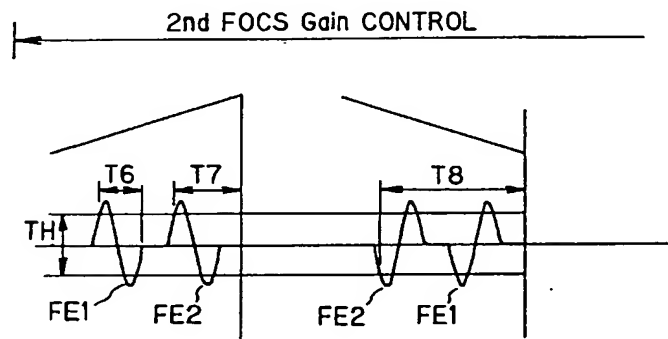 2nd FOCS Gain CONTROL
T6 T7 T8
TH
FE1 FE2 FE2 FE1